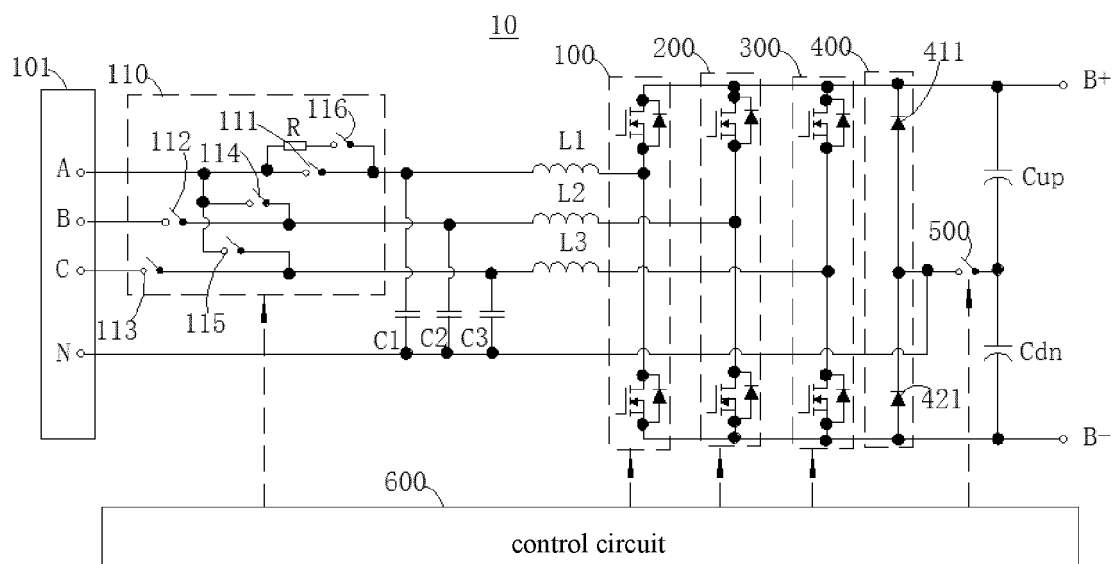 10
101
110
100
200
300
400
411
R
111
116
112
114
A
L1
B+
B
L2
Cup
C
L3
500
113
115
C1
C2
C3
N
Cdn
421
B-
600
control circuit